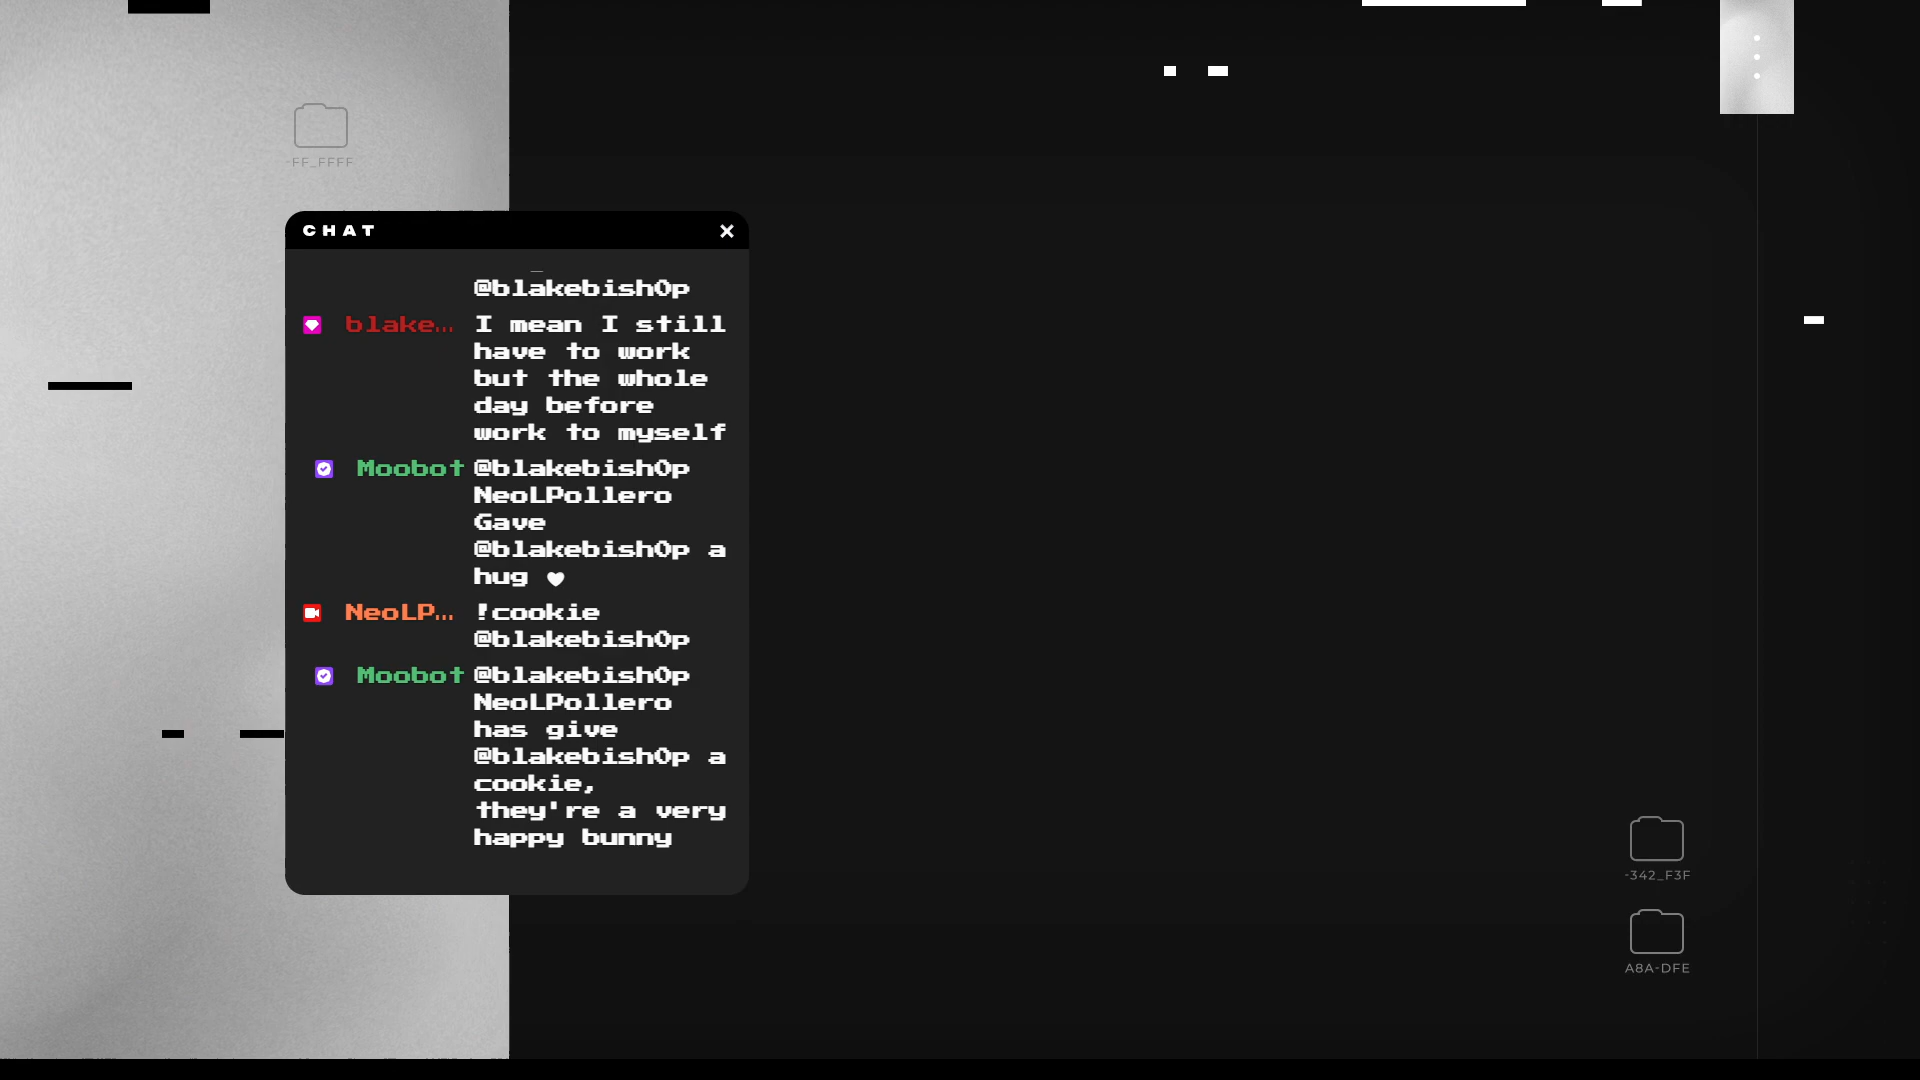 -FF_FFFF
CHAT
@blakebish0p
blake... I mean I still
have to work
but the whole
day before
work to myself
Moobot @blakebish0p
NeoLPollero
Gave
@blakebish0p a
hug ♥
NeoLP... !cookie
@blakebish0p
Moobot @blakebish0p
NeoLPollero
has give
@blakebish0p a
cookie,
they're a very
happy bunny
-342_F3F
A8A-DFE